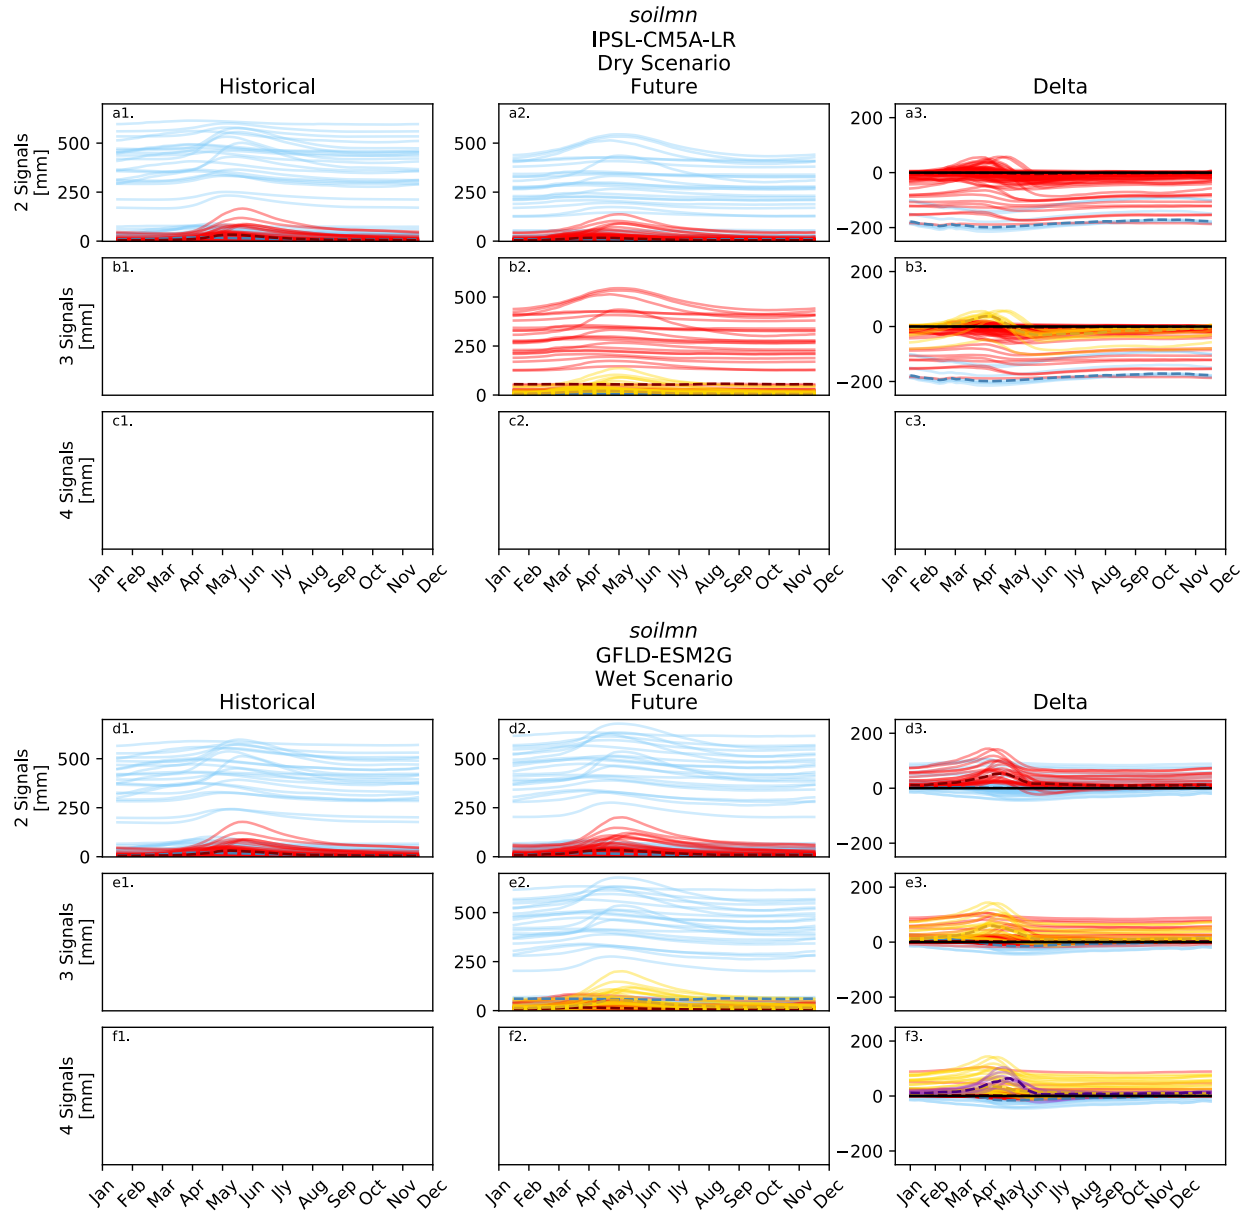 soilmn
IPSL-CM5A-LR
Dry Scenario
Historical Future Delta
2 Signals
[mm]
a1. a2. a3.
500 500 200
250 250 0
0 0 −200
3 Signals
[mm]
b1. b2. b3.
500 200
250 0
0 −200
4 Signals
[mm]
c1. c2. c3.
Jan Feb Mar Apr May Jun Jly Aug Sep Oct Nov Dec Jan Feb Mar Apr May Jun Jly Aug Sep Oct Nov Dec Jan Feb Mar Apr May Jun Jly Aug Sep Oct Nov Dec
soilmn
GFLD-ESM2G
Wet Scenario
Historical Future Delta
2 Signals
[mm]
d1. d2. d3.
500 500 200
250 250 0
0 0 −200
3 Signals
[mm]
e1. e2. e3.
500 200
250 0
0 −200
4 Signals
[mm]
f1. f2. f3.
200
0
−200
Jan Feb Mar Apr May Jun Jly Aug Sep Oct Nov Dec Jan Feb Mar Apr May Jun Jly Aug Sep Oct Nov Dec Jan Feb Mar Apr May Jun Jly Aug Sep Oct Nov Dec